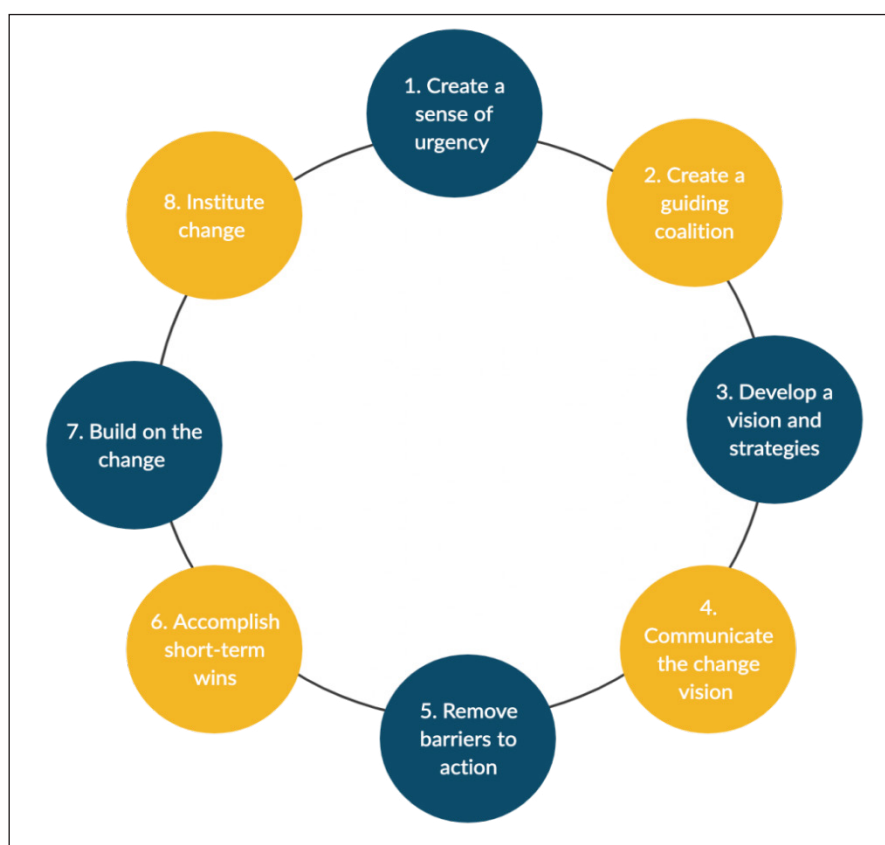 1. Create a
sense of
urgency
2. Create a
guiding
coalition
3. Develop a
vision and
strategies
4.
Communicate
the change
vision
5. Remove
barriers to
action
6. Accomplish
short-term
wins
7. Build on the
change
8. Institute
change